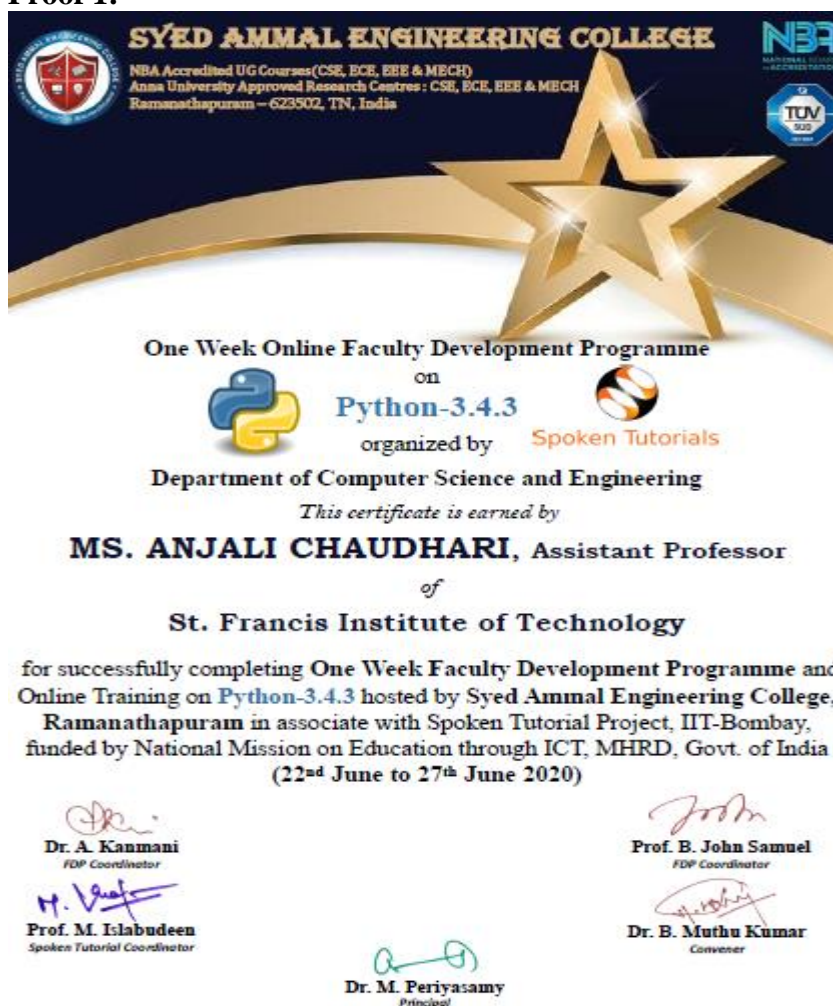 SYED AMMAL ENGINEERING COLLEGE
NBA Accredited UG Courses(CSE, ECE, EEE & MECH)
Anna University Approved Research Centres : CSE, ECE, EEE & MECH
Ramanathapuram – 623502, TN, India
NBA
NATIONAL BOARD
TUV
SUD
One Week Online Faculty Development Programme
on
Python-3.4.3
Spoken Tutorials
organized by
Department of Computer Science and Engineering
This certificate is earned by
MS. ANJALI CHAUDHARI, Assistant Professor
of
St. Francis Institute of Technology
for successfully completing One Week Faculty Development Programme and
Online Training on Python-3.4.3 hosted by Syed Ammal Engineering College,
Ramanathapuram in associate with Spoken Tutorial Project, IIT-Bombay,
funded by National Mission on Education through ICT, MHRD, Govt. of India
(22nd June to 27th June 2020)
Dr. A. Kanmani
FDP Coordinator
Prof. B. John Samuel
FDP Coordinator
Prof. M. Islabudeen
Spoken Tutorial Coordinator
Dr. B. Muthu Kumar
Convener
Dr. M. Periyasamy
Principal